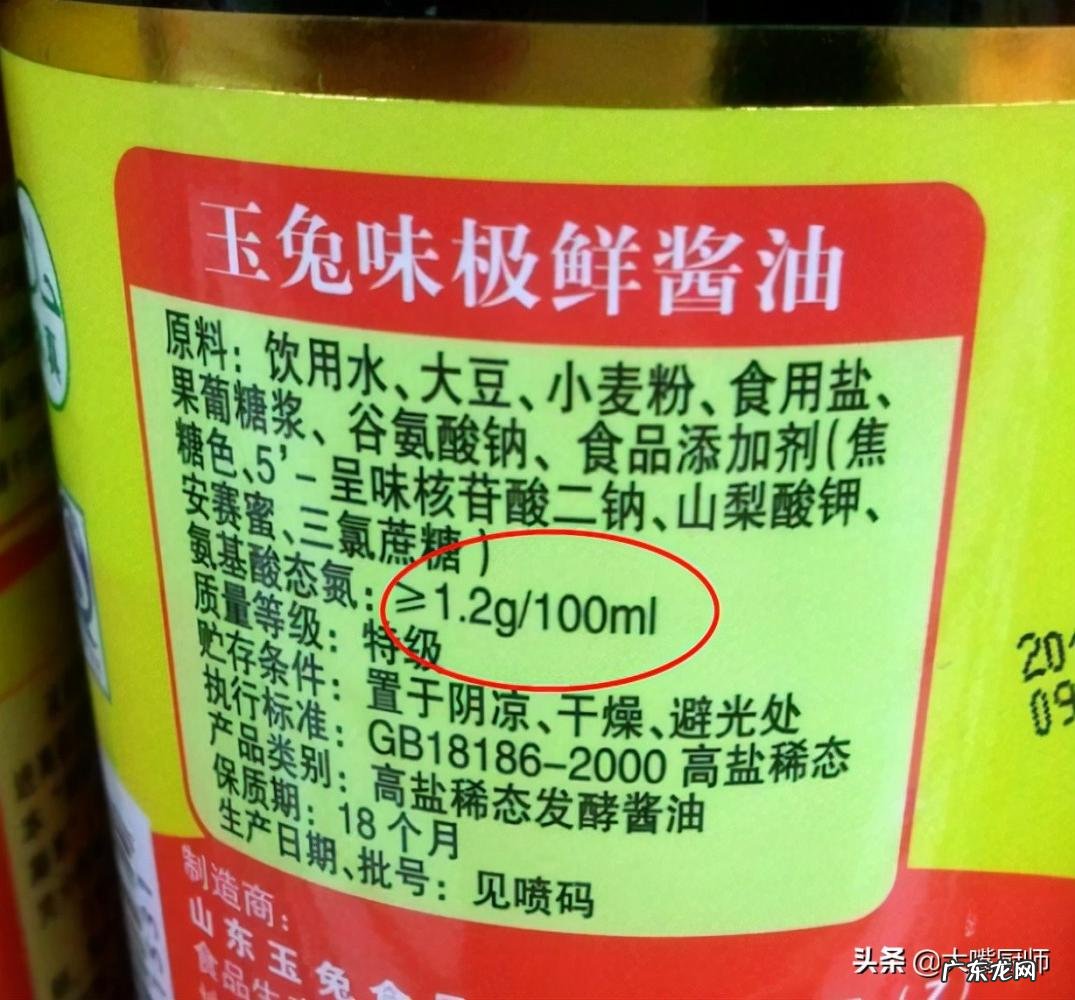 玉兔味极鲜酱油
原料：饮用水、大豆、小麦粉、食用盐、
果葡糖浆、谷氨酸钠、食品添加剂（焦
糖色、5'-呈味核苷酸二钠、山梨酸钾、
安赛蜜、三氯蔗糖）
氨基酸态氮：≥1.2g/100ml
质量等级：特级
贮存条件：置于阴凉、干燥、避光处
执行标准：GB18186-2000 高盐稀态
产品类别：高盐稀态发酵酱油
保质期：18个月
生产日期、批号：见喷码
制造商：
山东玉兔食
食品生
20
09
头条 @大嘴厨师
广东龙网